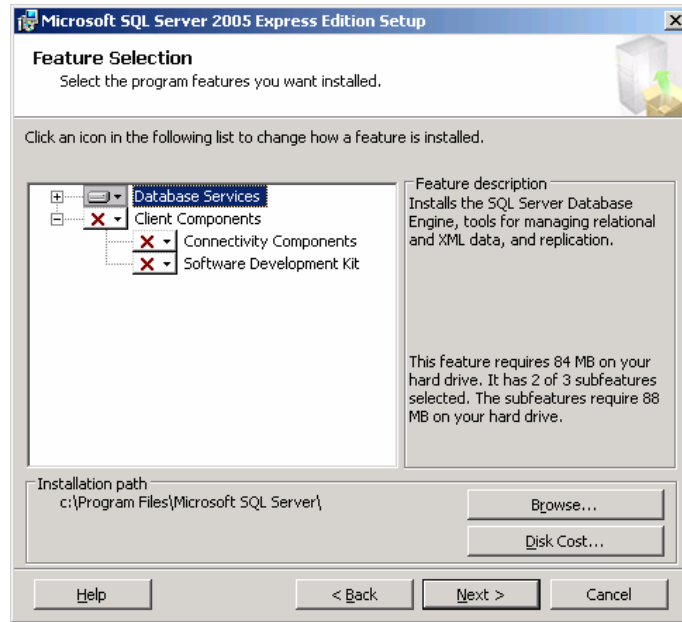 Microsoft SQL Server 2005 Express Edition Setup
Feature Selection
Select the program features you want installed.
Click an icon in the following list to change how a feature is installed.
Database Services
Client Components
Connectivity Components
Software Development Kit
Feature description
Installs the SQL Server Database
Engine, tools for managing relational
and XML data, and replication.
This feature requires 84 MB on your
hard drive. It has 2 of 3 subfeatures
selected. The subfeatures require 88
MB on your hard drive.
Installation path
c:\Program Files\Microsoft SQL Server\
Browse...
Disk Cost...
Help
< Back
Next >
Cancel